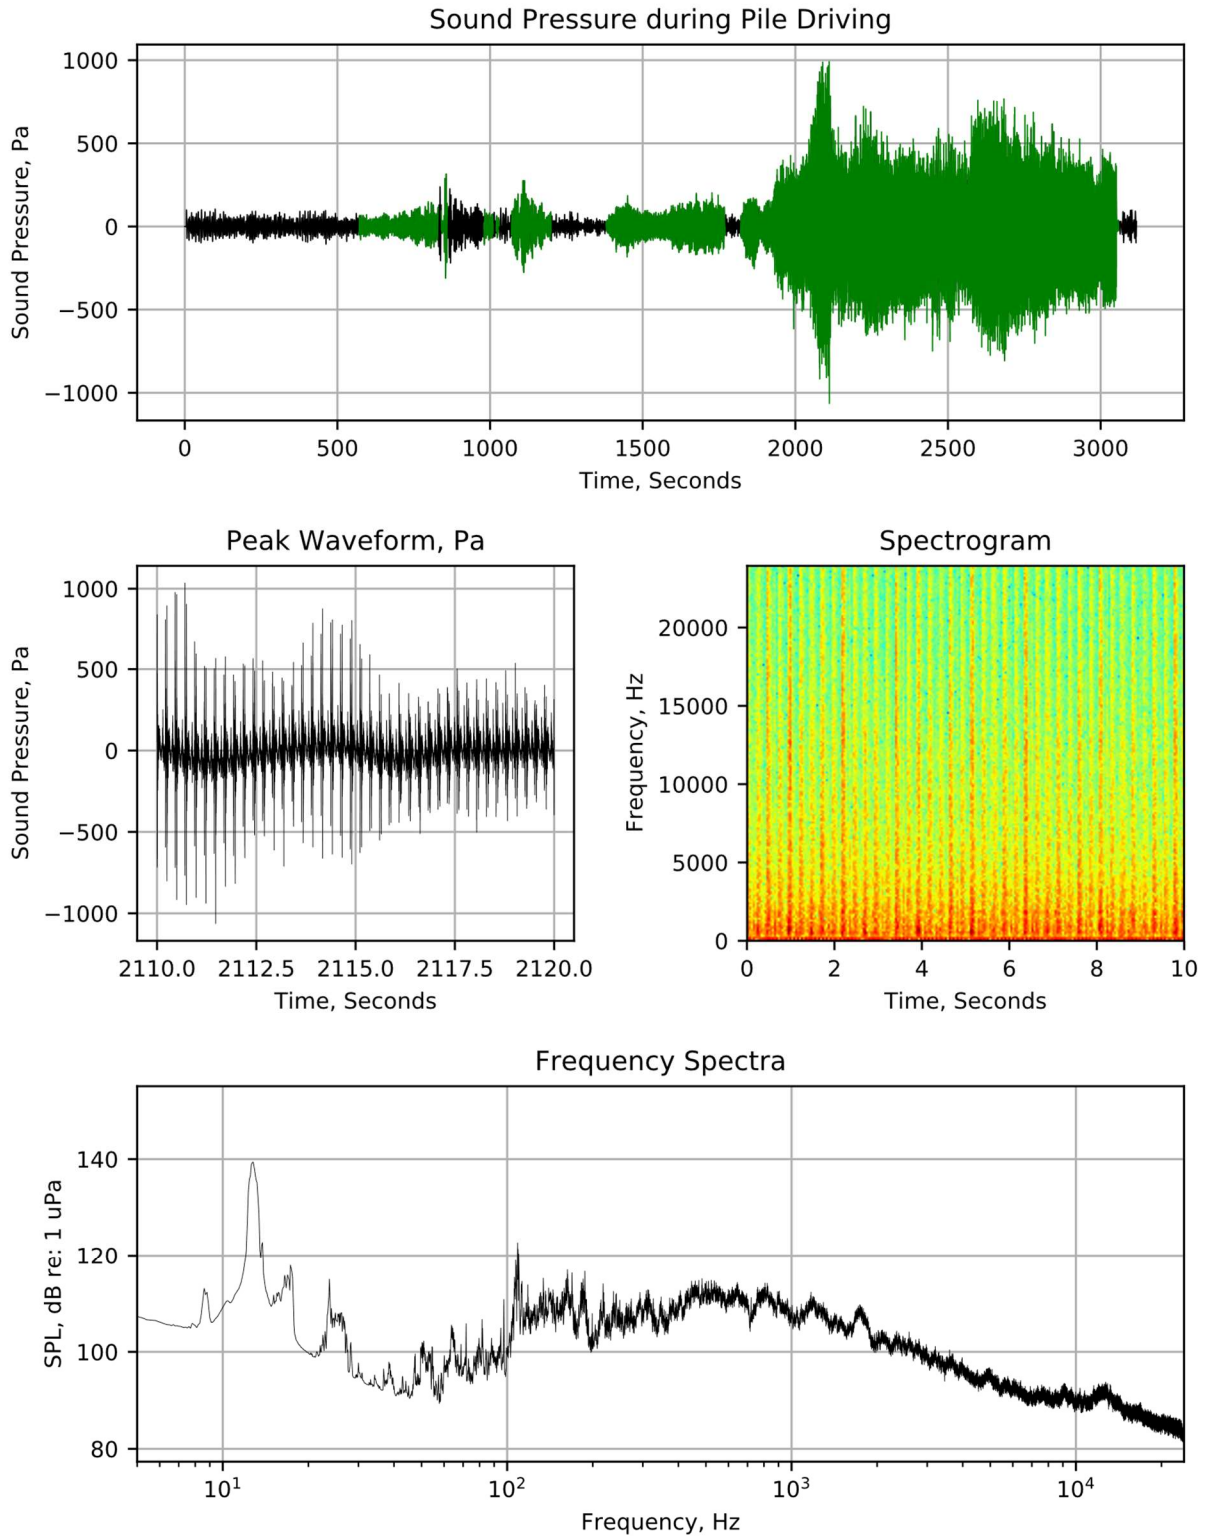 Sound Pressure during Pile Driving
Sound Pressure, Pa
1000
500
0
−500
−1000
0 500 1000 1500 2000 2500 3000
Time, Seconds
Peak Waveform, Pa
Sound Pressure, Pa
1000
500
0
−500
−1000
2110.0 2112.5 2115.0 2117.5 2120.0
Time, Seconds
Spectrogram
Frequency, Hz
20000
15000
10000
5000
0
0 2 4 6 8 10
Time, Seconds
Frequency Spectra
SPL, dB re: 1 uPa
140
120
100
80
10¹ 10² 10³ 10⁴
Frequency, Hz